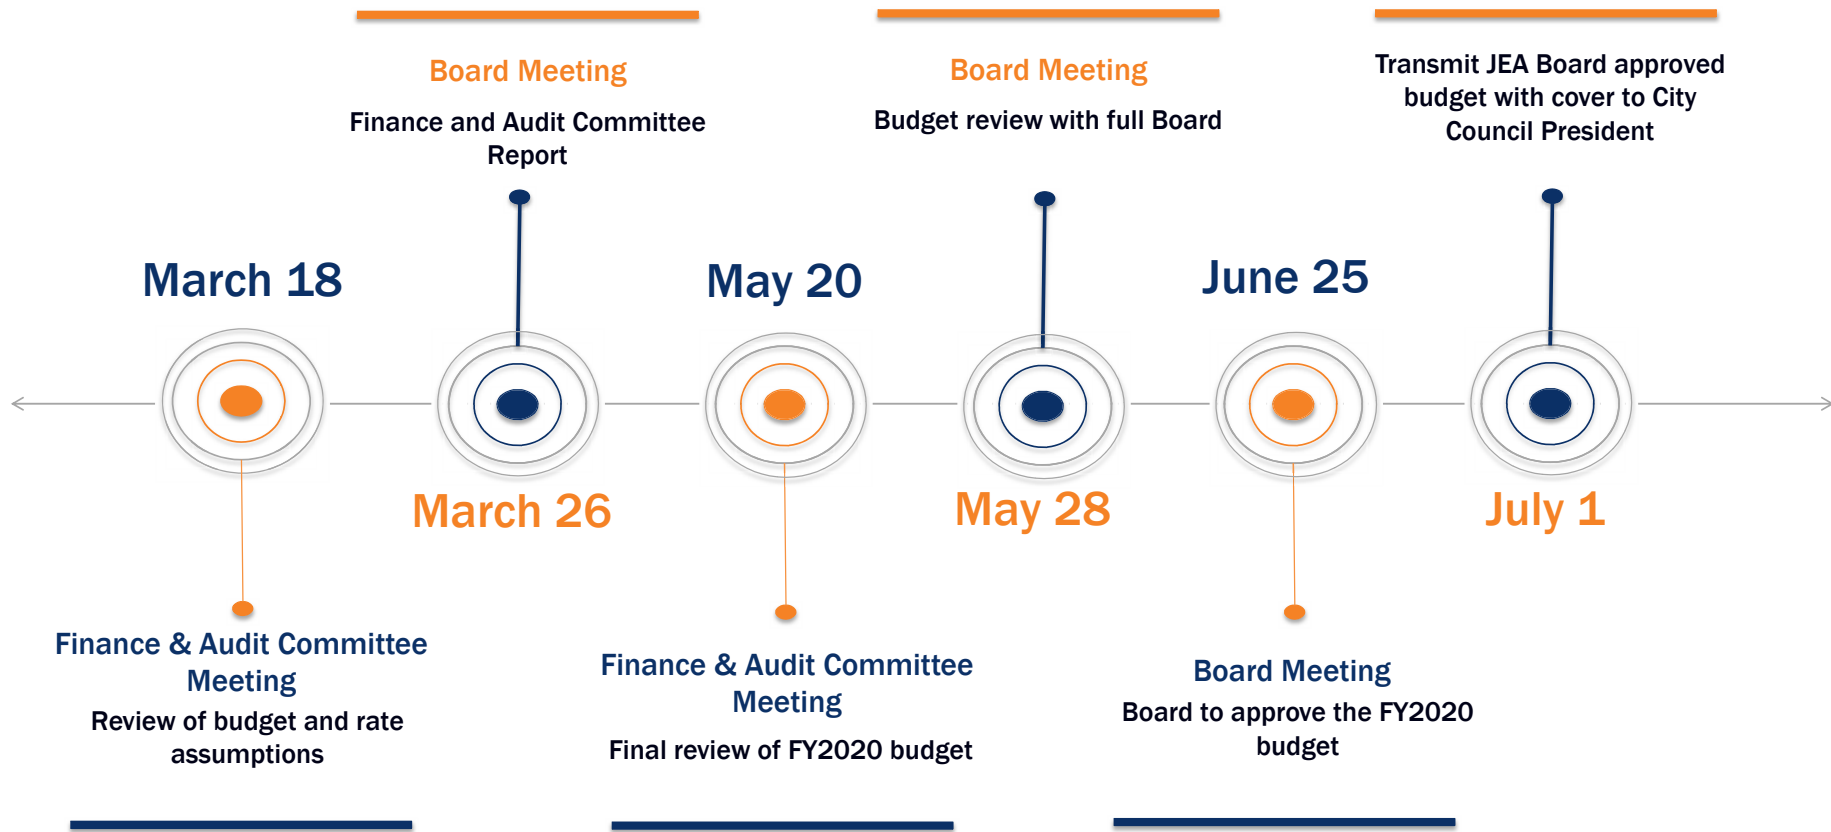 Board Meeting
Finance and Audit Committee
Report
Board Meeting
Budget review with full Board
Transmit JEA Board approved
budget with cover to City
Council President
March 18
May 20
June 25
March 26
May 28
July 1
Finance & Audit Committee
Meeting
Review of budget and rate
assumptions
Finance & Audit Committee
Meeting
Final review of FY2020 budget
Board Meeting
Board to approve the FY2020
budget